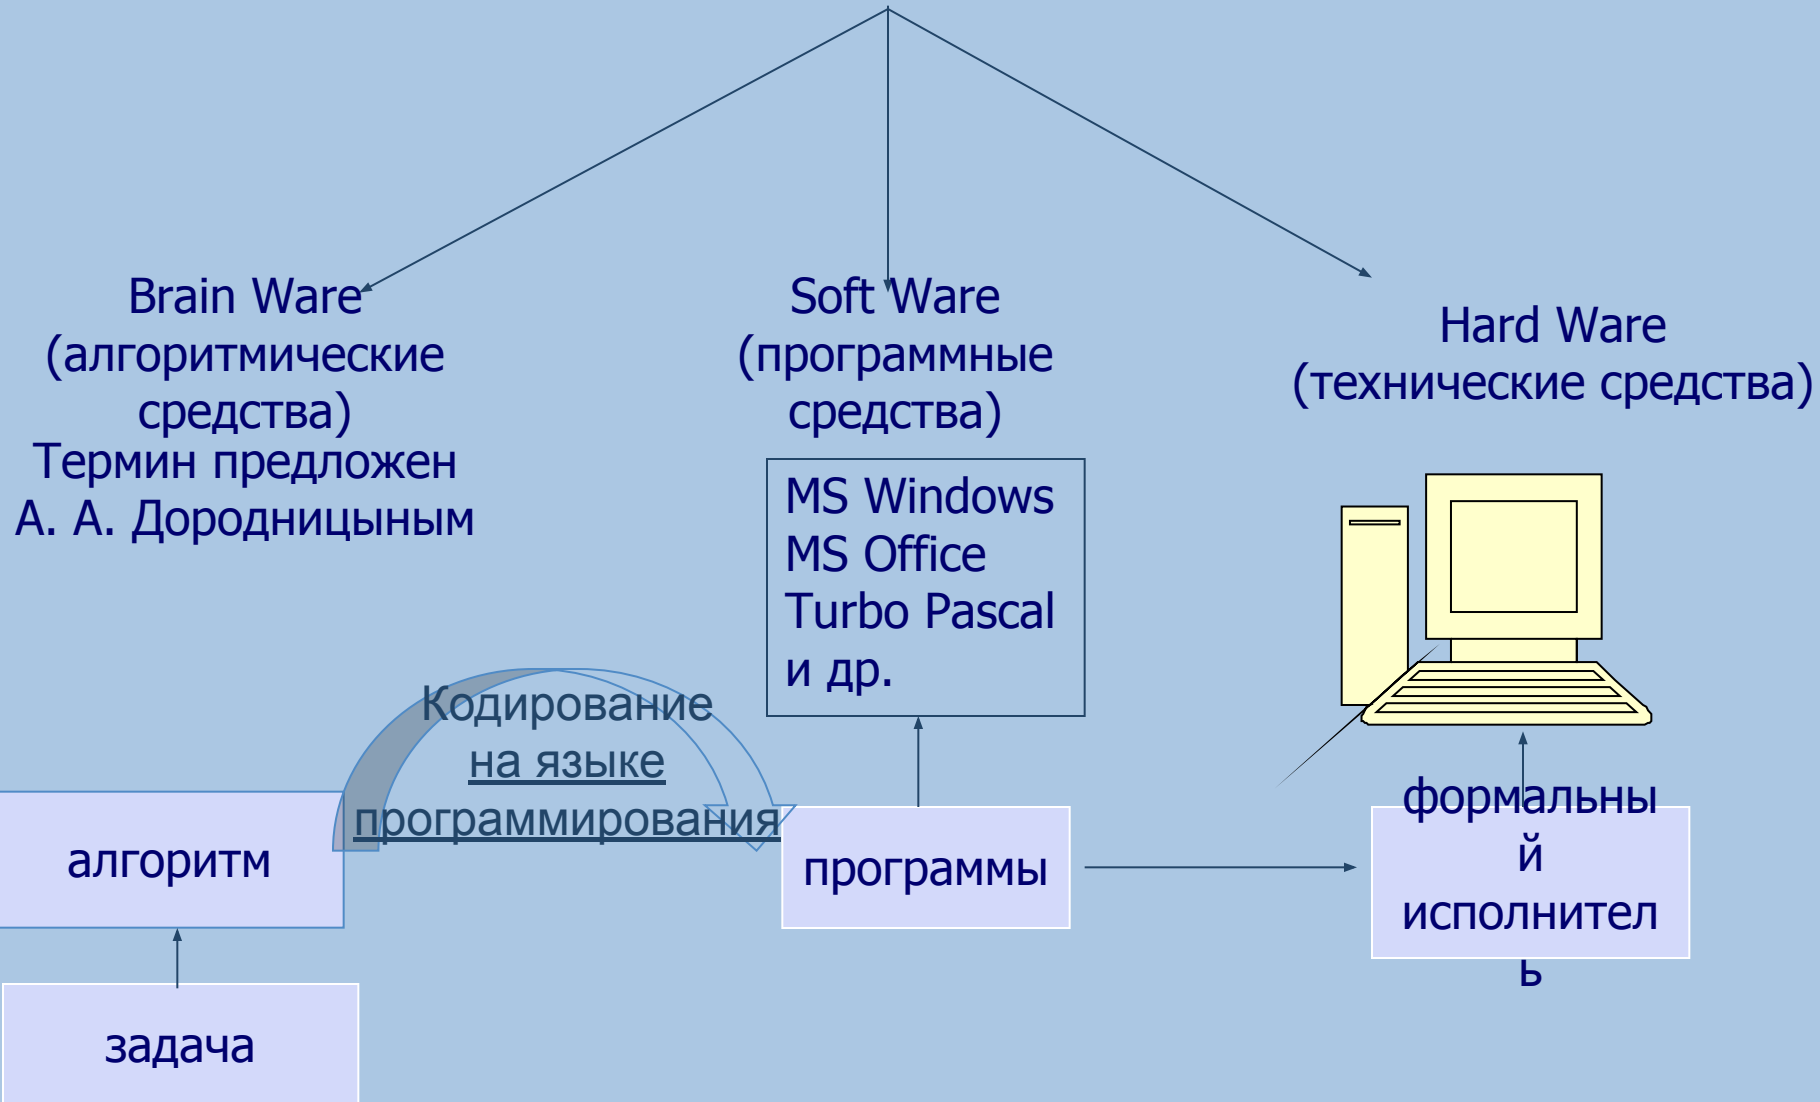 Brain Ware
(алгоритмические
средства)
Термин предложен
А. А. Дородницыным
Soft Ware
(программные
средства)
Hard Ware
(технические средства)
MS Windows
MS Office
Turbo Pascal
и др.
Кодирование
на языке
программирования
алгоритм
программы
формальны
й
исполнител
ь
задача